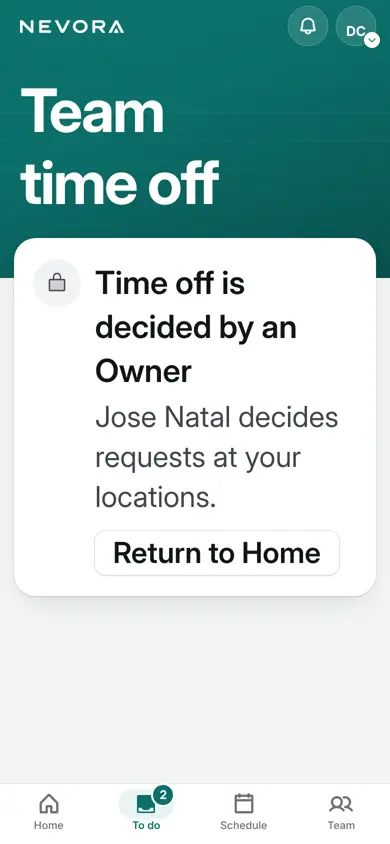 NEVORA
DC
Team
time off
Time off is
decided by an
Owner
Jose Natal decides
requests at your
locations.
Return to Home
2
Home
To do
Schedule
Team